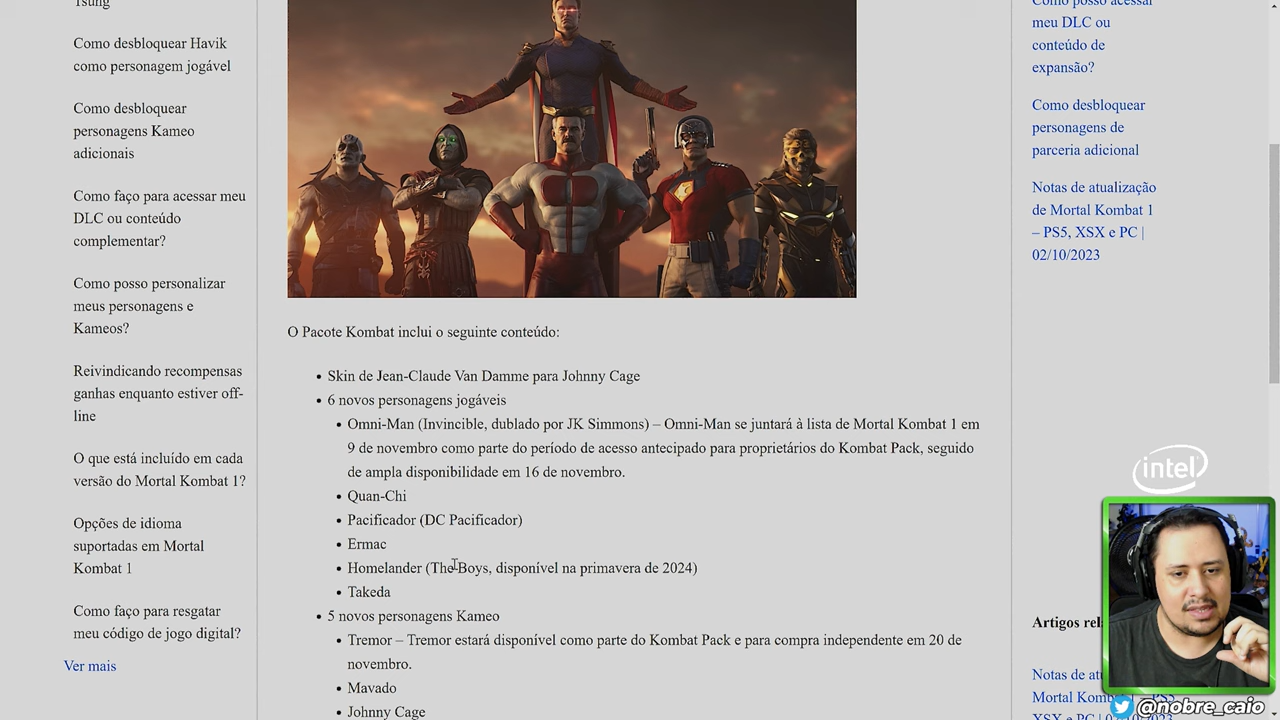 Tsung
Como desbloquear Havik
como personagem jogável
Como desbloquear
personagens Kameo
adicionais
Como faço para acessar meu
DLC ou conteúdo
complementar?
Como posso personalizar
meus personagens e
Kameos?
Reivindicando recompensas
ganhas enquanto estiver off-
line
O que está incluído em cada
versão do Mortal Kombat 1?
Opções de idioma
suportadas em Mortal
Kombat 1
Como faço para resgatar
meu código de jogo digital?
Ver mais
O Pacote Kombat inclui o seguinte conteúdo:
• Skin de Jean-Claude Van Damme para Johnny Cage
• 6 novos personagens jogáveis
• Omni-Man (Invincible, dublado por JK Simmons) – Omni-Man se juntará à lista de Mortal Kombat 1 em
9 de novembro como parte do período de acesso antecipado para proprietários do Kombat Pack, seguido
de ampla disponibilidade em 16 de novembro.
• Quan-Chi
• Pacificador (DC Pacificador)
• Ermac
• Homelander (The Boys, disponível na primavera de 2024)
• Takeda
• 5 novos personagens Kameo
• Tremor – Tremor estará disponível como parte do Kombat Pack e para compra independente em 20 de
novembro.
• Mavado
• Johnny Cage
Como posso acessar
meu DLC ou
conteúdo de
expansão?
Como desbloquear
personagens de
parceria adicional
Notas de atualização
de Mortal Kombat 1
– PS5, XSX e PC |
02/10/2023
intel
Artigos rel
Notas de at
Mortal Kom
@nobre_caio